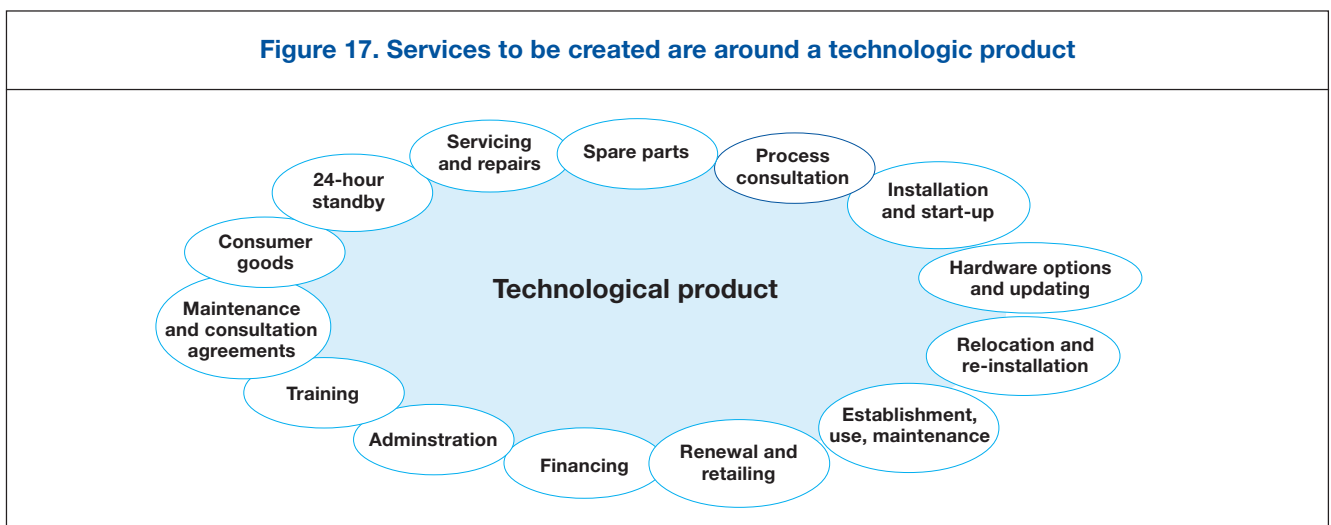 Figure 17. Services to be created are around a technologic product
Servicing
and repairs
Spare parts
Process
consultation
24-hour
standby
Installation
and start-up
Consumer
goods
Hardware options
and updating
Technological product
Maintenance
and consultation
agreements
Relocation and
re-installation
Training
Establishment,
use, maintenance
Adminstration
Financing
Renewal and
retailing